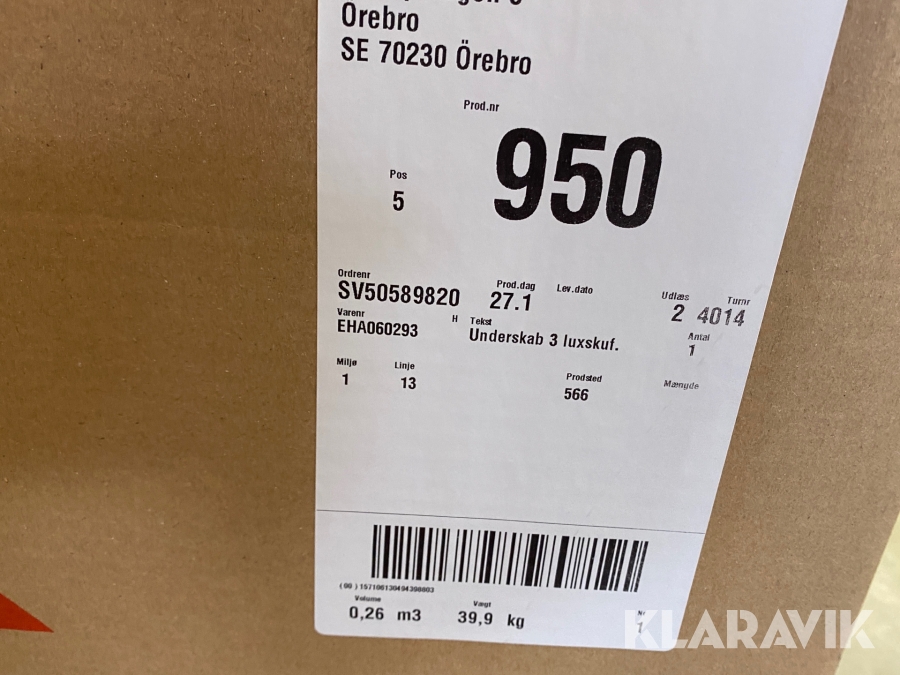 Örebro
SE 70230 Örebro
Prod.nr
950
Pos
5
Ordrenr
SV50589820
Prod.dag
27.1
Lev.dato
Udlæs
2
Turnr
4014
Varenr
EHA060293
H
Tekst
Underskab 3 luxskuf.
Antal
1
Miljø
1
Linje
13
Prodsted
566
Mængde
Volume
0,26 m3
Vægt
39,9 kg
KLARAVIK